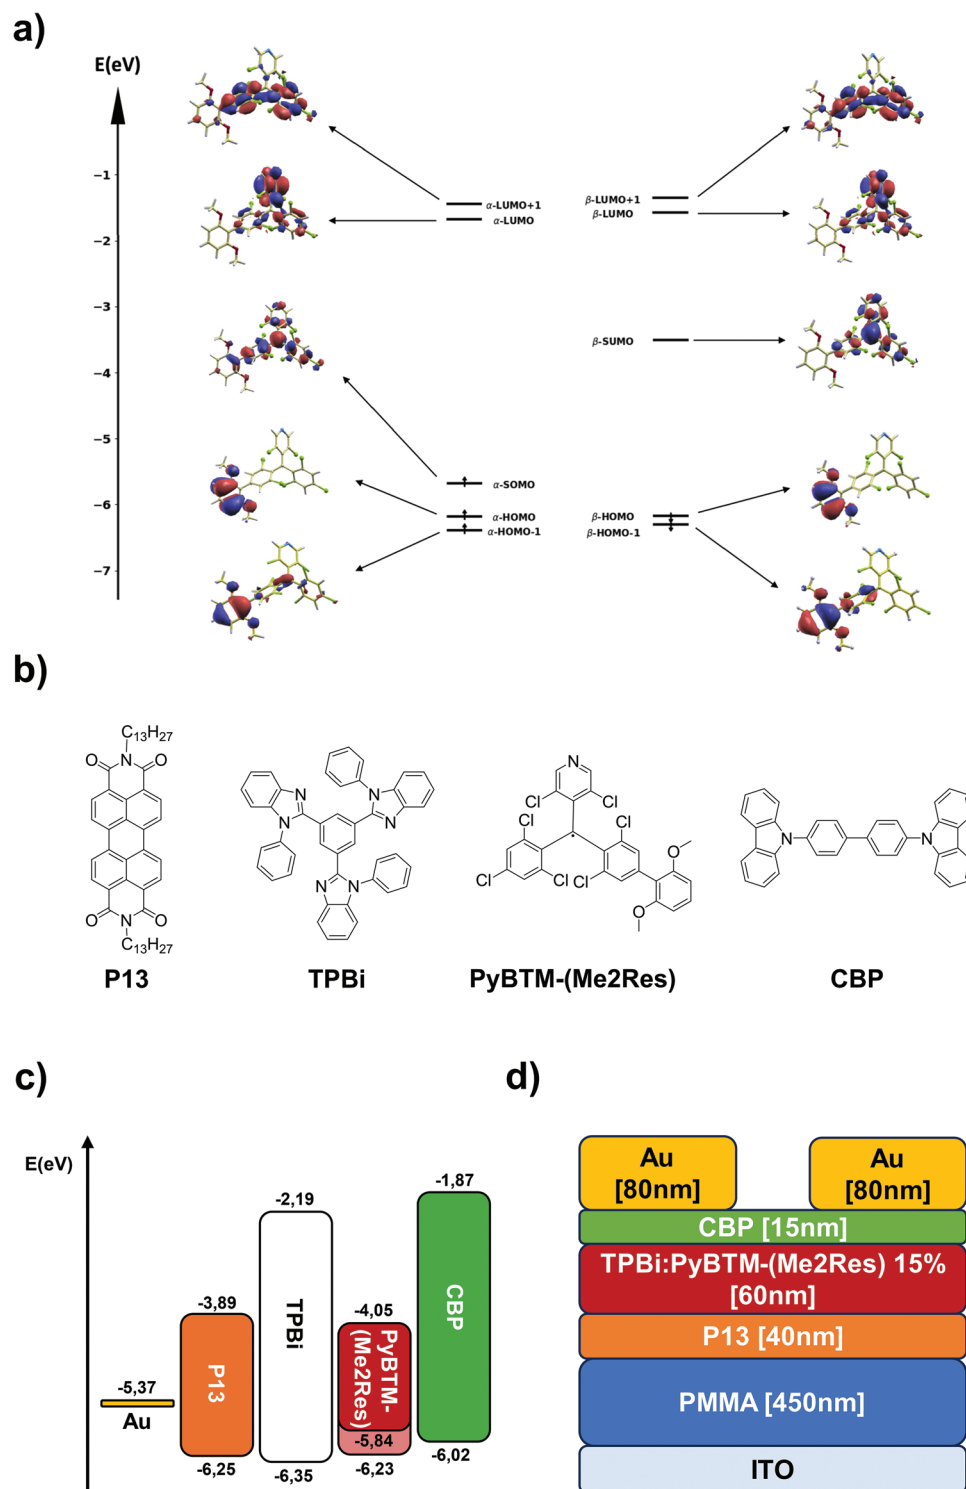 a)
E(eV)
−1
−2
−3
−4
−5
−6
−7
α-LUMO+1
α-LUMO
β-LUMO+1
β-LUMO
β-SUMO
α-SOMO
α-HOMO
α-HOMO-1
β-HOMO
β-HOMO-1
b)
C13H27
O N O
O N O
C13H27
P13
N
N
N
N
N
N
TPBi
N
Cl
Cl
Cl
Cl
Cl
Cl
Cl
O
O
PyBTM-(Me2Res)
N
N
CBP
c)
E(eV)
-5,37
Au
-3,89
P13
-6,25
-2,19
TPBi
-6,35
-4,05
PyBTM-
(Me2Res)
-5,84
-6,23
-1,87
CBP
-6,02
d)
Au
[80nm]
Au
[80nm]
CBP [15nm]
TPBi:PyBTM-(Me2Res) 15%
[60nm]
P13 [40nm]
PMMA [450nm]
ITO